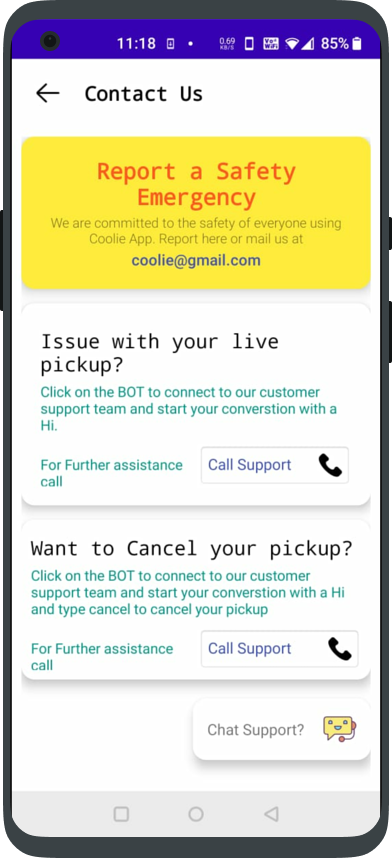 11:18
0.69
KB/S
85%
Contact Us
Report a Safety
Emergency
We are committed to the safety of everyone using
Coolie App. Report here or mail us at
coolie@gmail.com
Issue with your live
pickup?
Click on the BOT to connect to our customer
support team and start your converstion with a
Hi.
For Further assistance
call
Call Support
Want to Cancel your pickup?
Click on the BOT to connect to our customer
support team and start your converstion with a Hi
and type cancel to cancel your pickup
For Further assistance
call
Call Support
Chat Support?